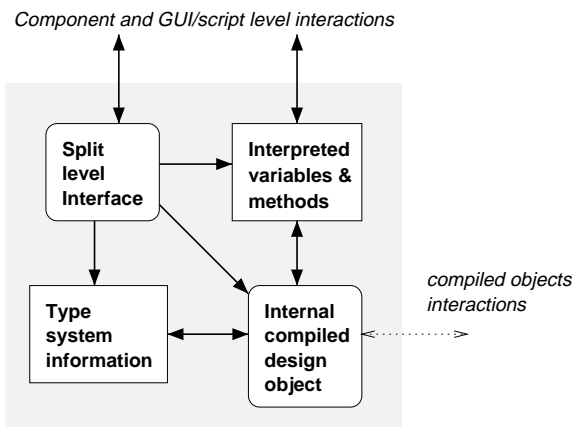 Component and GUI/script level interactions
Split
level
Interface
Interpreted
variables &
methods
Type
system
information
Internal
compiled
design
object
compiled objects
interactions